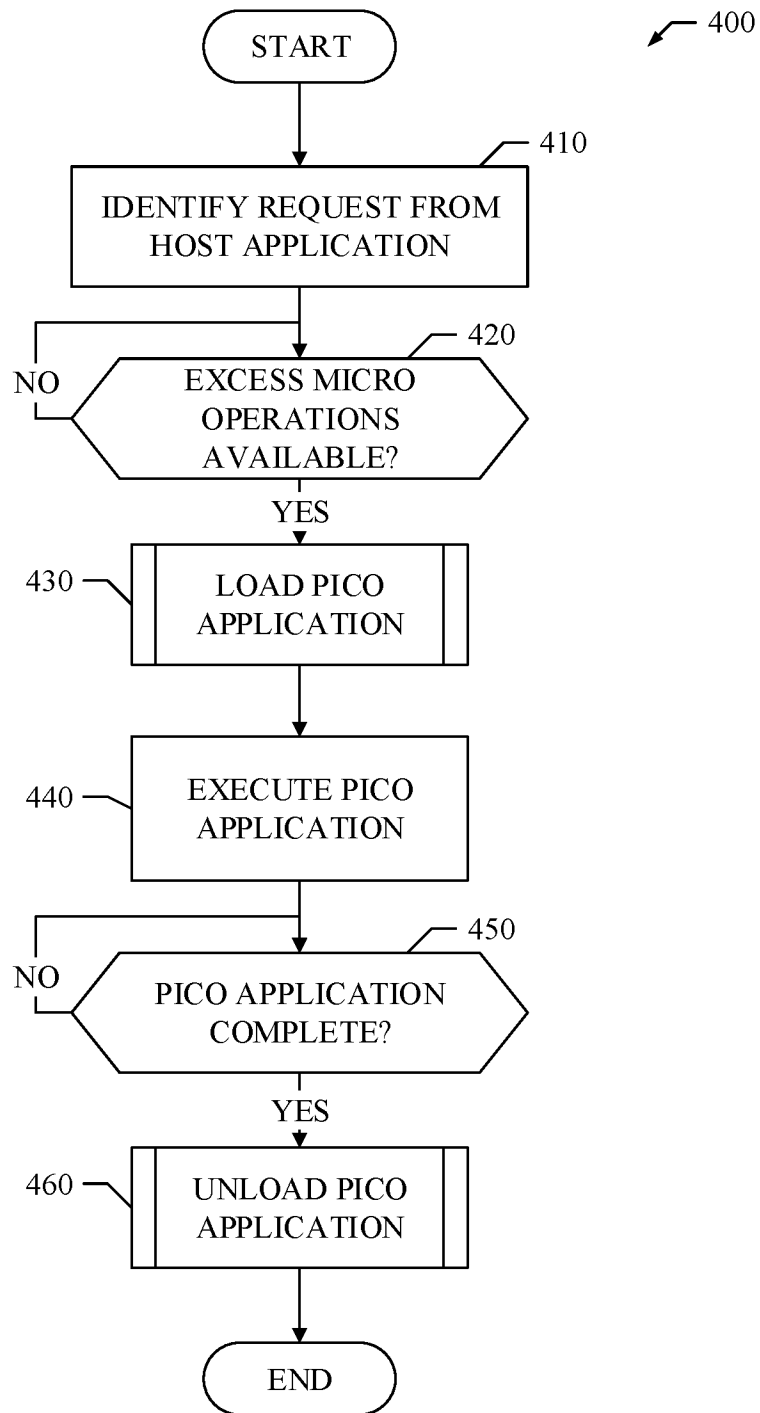 START
400
410
IDENTIFY REQUEST FROM
HOST APPLICATION
420
EXCESS MICRO
OPERATIONS
AVAILABLE?
NO
YES
430
LOAD PICO
APPLICATION
440
EXECUTE PICO
APPLICATION
450
NO
PICO APPLICATION
COMPLETE?
YES
460
UNLOAD PICO
APPLICATION
END